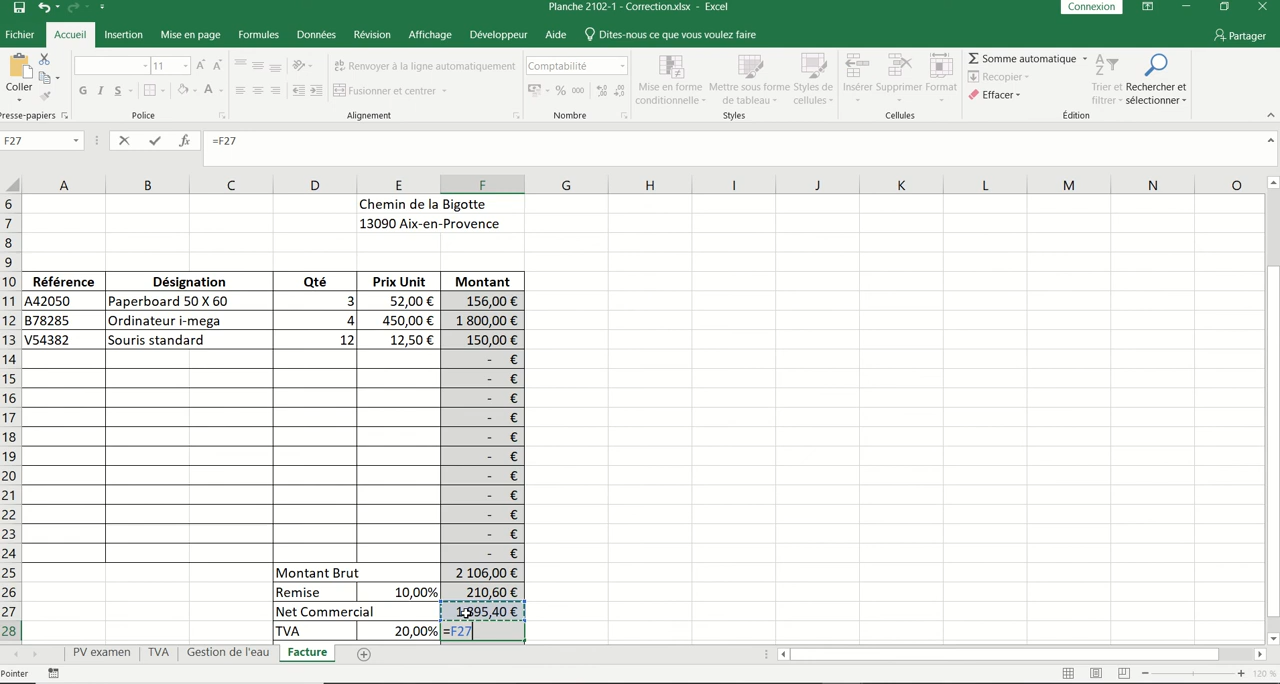 Planche 2102-1 - Correction.xlsx - Excel
Connexion
Fichier Accueil Insertion Mise en page Formules Données Révision Affichage Développeur Aide Dites-nous ce que vous voulez faire Partager
Coller
11
Renvoyer à la ligne automatiquement
Fusionner et centrer
G I S
Comptabilité
% 000
Mise en forme conditionnelle
Mettre sous forme de tableau
Styles de cellules
Insérer Supprimer Format
Somme automatique
Recopier
Effacer
Trier et filtrer
Rechercher et sélectionner
Presse-papiers Police Alignement Nombre Styles Cellules Édition
F27 fx =F27
A B C D E F G H I J K L M N O
6 Chemin de la Bigotte
7 13090 Aix-en-Provence
8
9
10 Référence Désignation Qté Prix Unit Montant
11 A42050 Paperboard 50 X 60 3 52,00 € 156,00 €
12 B78285 Ordinateur i-mega 4 450,00 € 1 800,00 €
13 V54382 Souris standard 12 12,50 € 150,00 €
14 - €
15 - €
16 - €
17 - €
18 - €
19 - €
20 - €
21 - €
22 - €
23 - €
24 - €
25 Montant Brut 2 106,00 €
26 Remise 10,00% 210,60 €
27 Net Commercial 1 895,40 €
28 TVA 20,00% =F27
PV examen TVA Gestion de l'eau Facture
Pointer
120 %